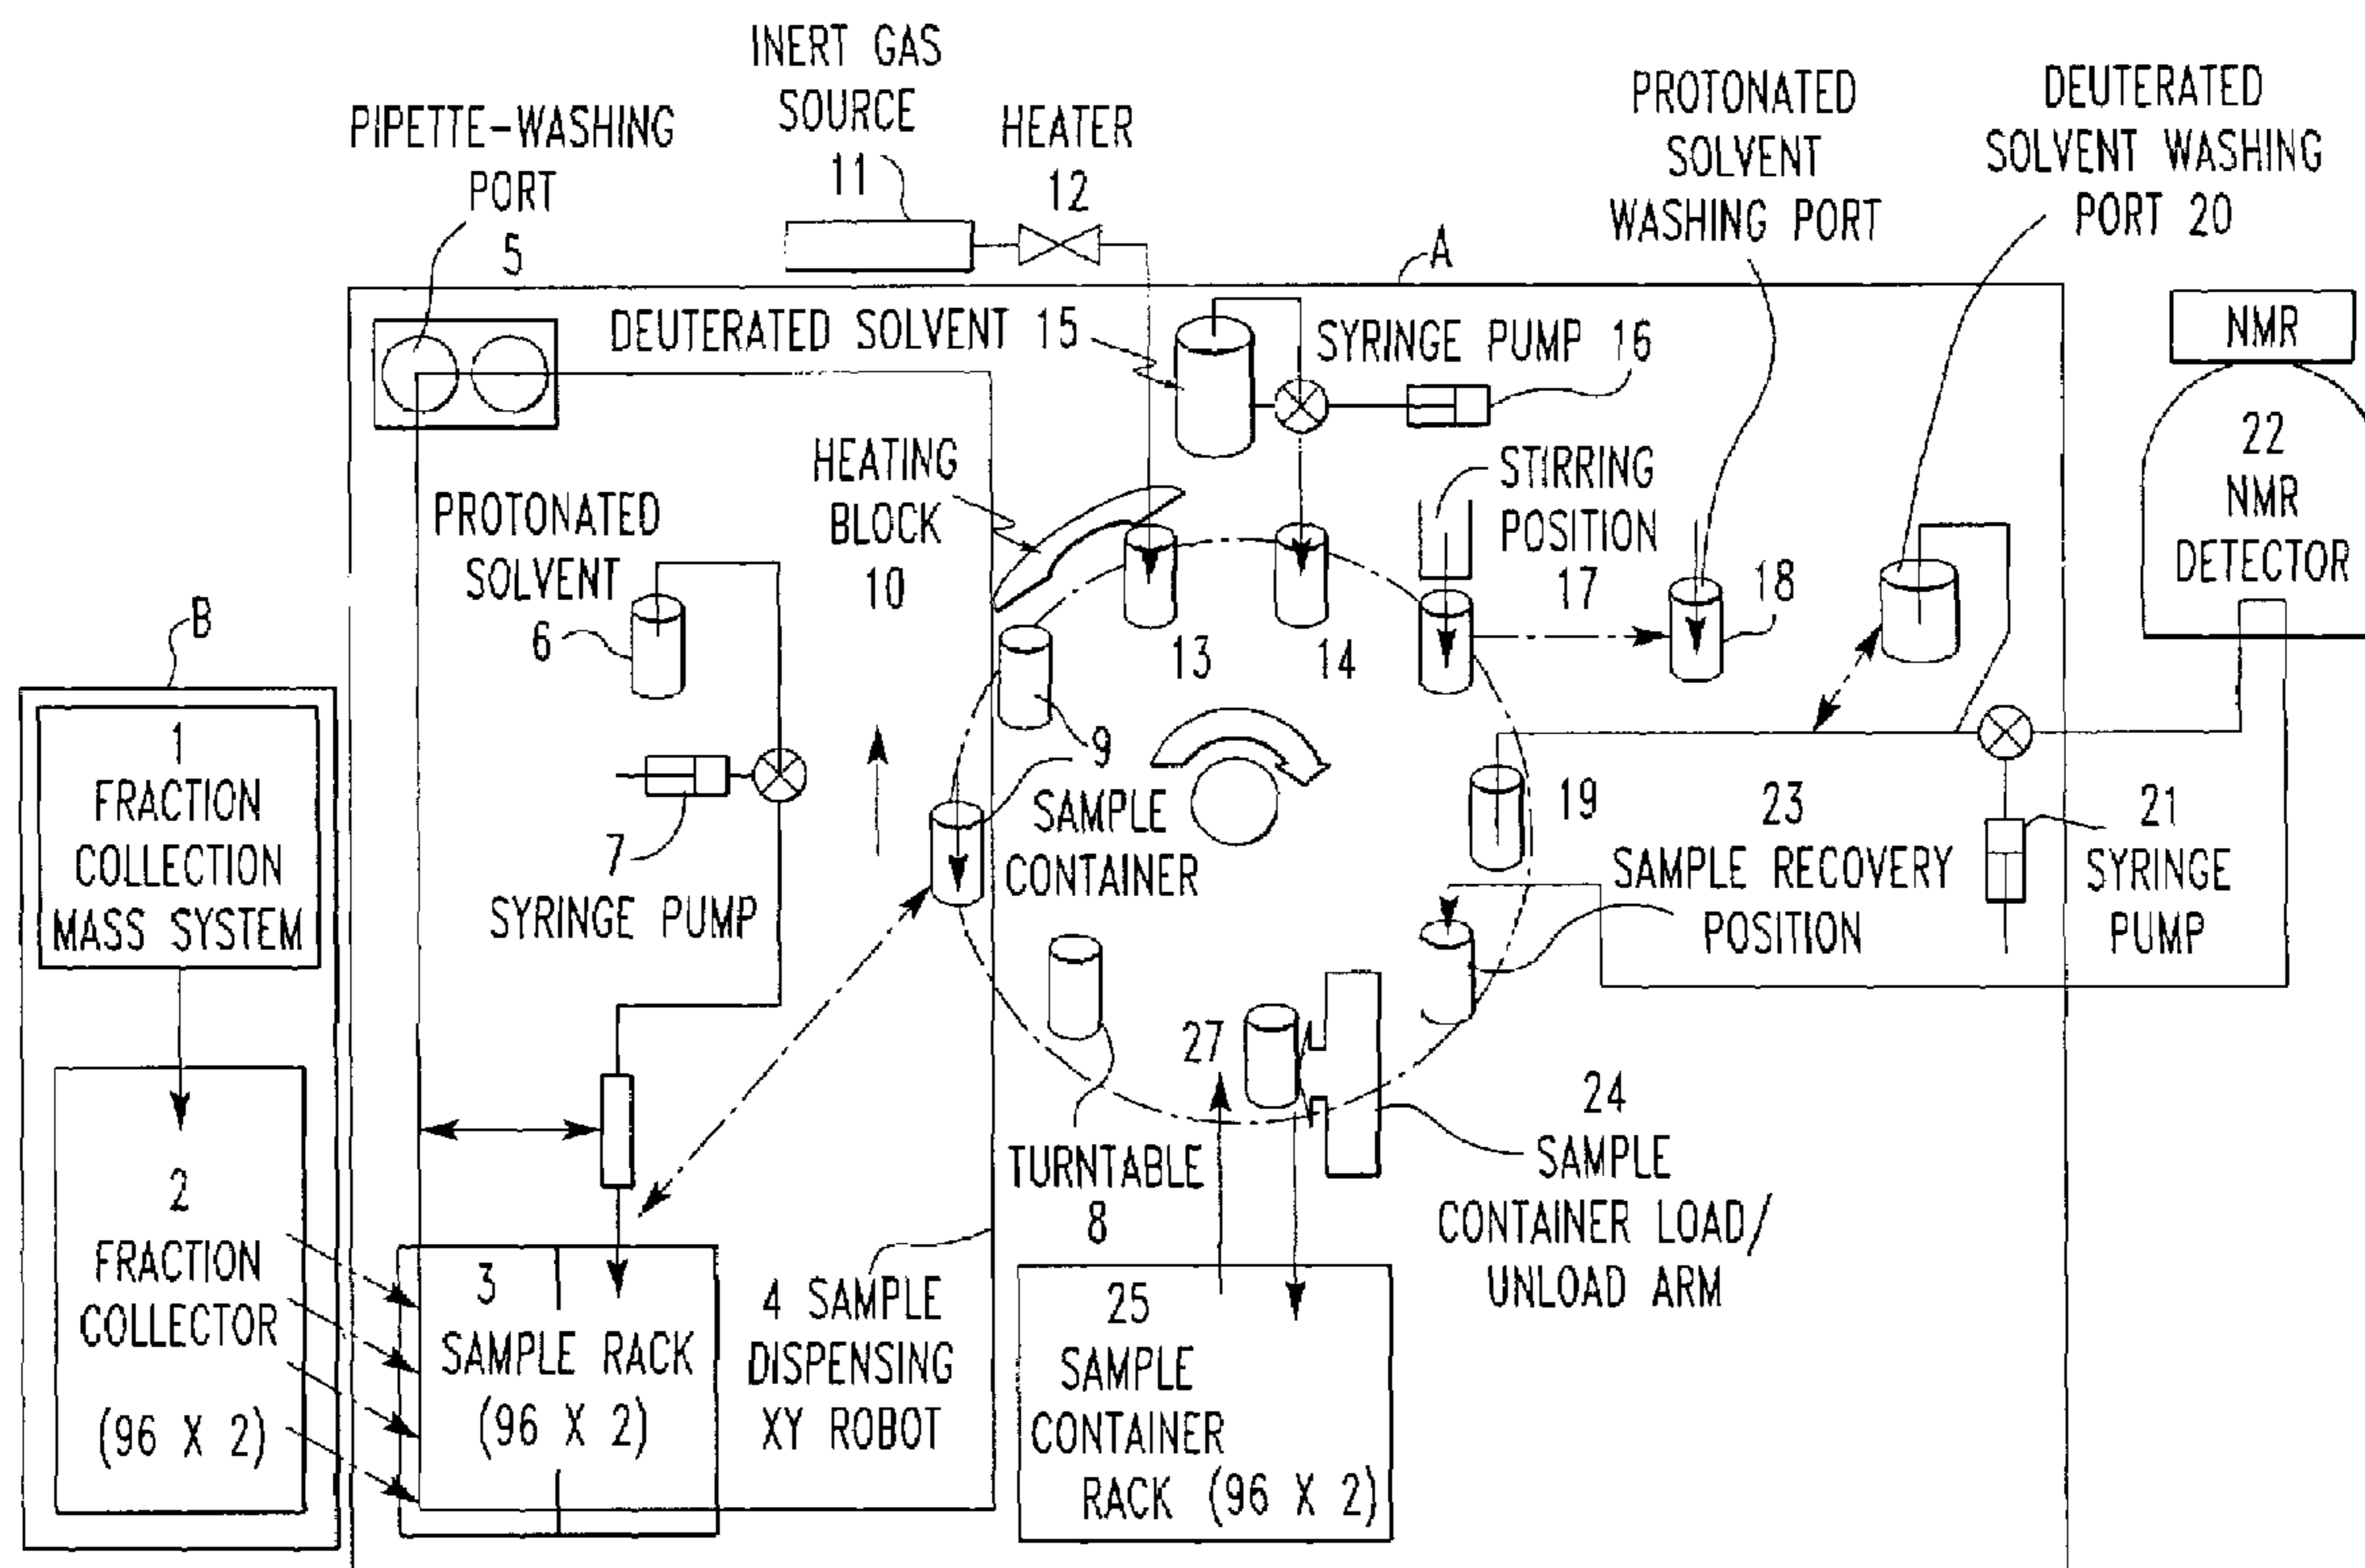 INERT GAS
SOURCE
11
HEATER
12
PIPETTE-WASHING
PORT
5
PROTONATED
SOLVENT
WASHING PORT
DEUTERATED
SOLVENT WASHING
PORT 20
A
DEUTERATED SOLVENT 15
SYRINGE PUMP 16
NMR
22
NMR
DETECTOR
HEATING
BLOCK
10
STIRRING
POSITION
17
18
PROTONATED
SOLVENT
6
13
14
B
1
FRACTION
COLLECTION
MASS SYSTEM
7
SYRINGE PUMP
9
SAMPLE
CONTAINER
19
23
SAMPLE RECOVERY
POSITION
21
SYRINGE
PUMP
27
24
SAMPLE
CONTAINER LOAD/
UNLOAD ARM
TURNTABLE
8
2
FRACTION
COLLECTOR
(96 X 2)
3
SAMPLE RACK
(96 X 2)
4 SAMPLE
DISPENSING
XY ROBOT
25
SAMPLE
CONTAINER
RACK (96 X 2)